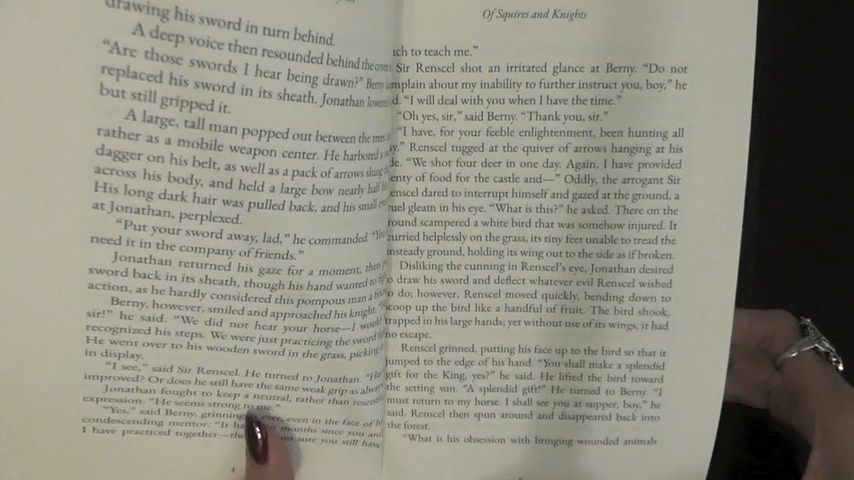 drawing his sword in turn behind.
A deep voice then resounded behind the
“Are those swords I hear being drawn?” Berny
replaced his sword in its sheath. Jonathan
but still gripped it.
A large, tall man popped out between the trees
rather as a mobile weapon center. He harbored a
dagger on his belt, as well as a pack of arrows
across his body, and held a large bow nearly half
His long dark hair was pulled back, and his small
at Jonathan, perplexed.
“Put your sword away, lad,” he commanded.
need it in the company of friends.”
Jonathan returned his gaze for a moment, then
sword back in its sheath, though his hand wanted to
action, as he hardly considered this pompous man a
Berny, however, smiled and approached his knight.
sir!” he said. “We did not hear your horse—I
recognized his steps. We were just practicing the sword
He went over to his wooden sword in the grass, picking
in display.
“I see,” said Sir Renscel. He turned to Jonathan.
improved? Or does he still have the same weak grip as
Jonathan fought to keep a neutral, rather than
expression. “He seems strong to me.”
“Yes,” said Berny, grinning even in the face of
condescending mentor. months since you and
I have practiced sure you still have
4
Of Squires and Knights
to teach me.”
Sir Renscel shot an irritated glance at Berny. “Do not
about my inability to further instruct you, boy,” he
“I will deal with you when I have the time.”
“Oh yes, sir,” said Berny. “Thank you, sir.”
“I have, for your feeble enlightenment, been hunting all
Renscel tugged at the quiver of arrows hanging at his
“We shot four deer in one day. Again, I have provided
of food for the castle and—” Oddly, the arrogant Sir
dared to interrupt himself and gazed at the ground, a
gleam in his eye. “What is this?” he asked. There on the
scampered a white bird that was somehow injured. It
helplessly on the grass, its tiny feet unable to tread the
ground, holding its wing out to the side as if broken.
Disliking the cunning in Renscel’s eye, Jonathan desired
to draw his sword and deflect whatever evil Renscel wished
to do; however, Renscel moved quickly, bending down to
scoop up the bird like a handful of fruit. The bird shook,
trapped in his large hands; yet without use of its wings, it had
no escape.
Renscel grinned, putting his face up to the bird so that it
jumped to the edge of his hand. “You shall make a splendid
gift for the King, yes?” he said. He lifted the bird toward
the setting sun. “A splendid gift!” He turned to Berny. “I
must return to my horse. I shall see you at supper, boy,” he
said. Renscel then spun around and disappeared back into
the forest.
“What is his obsession with bringing wounded animals